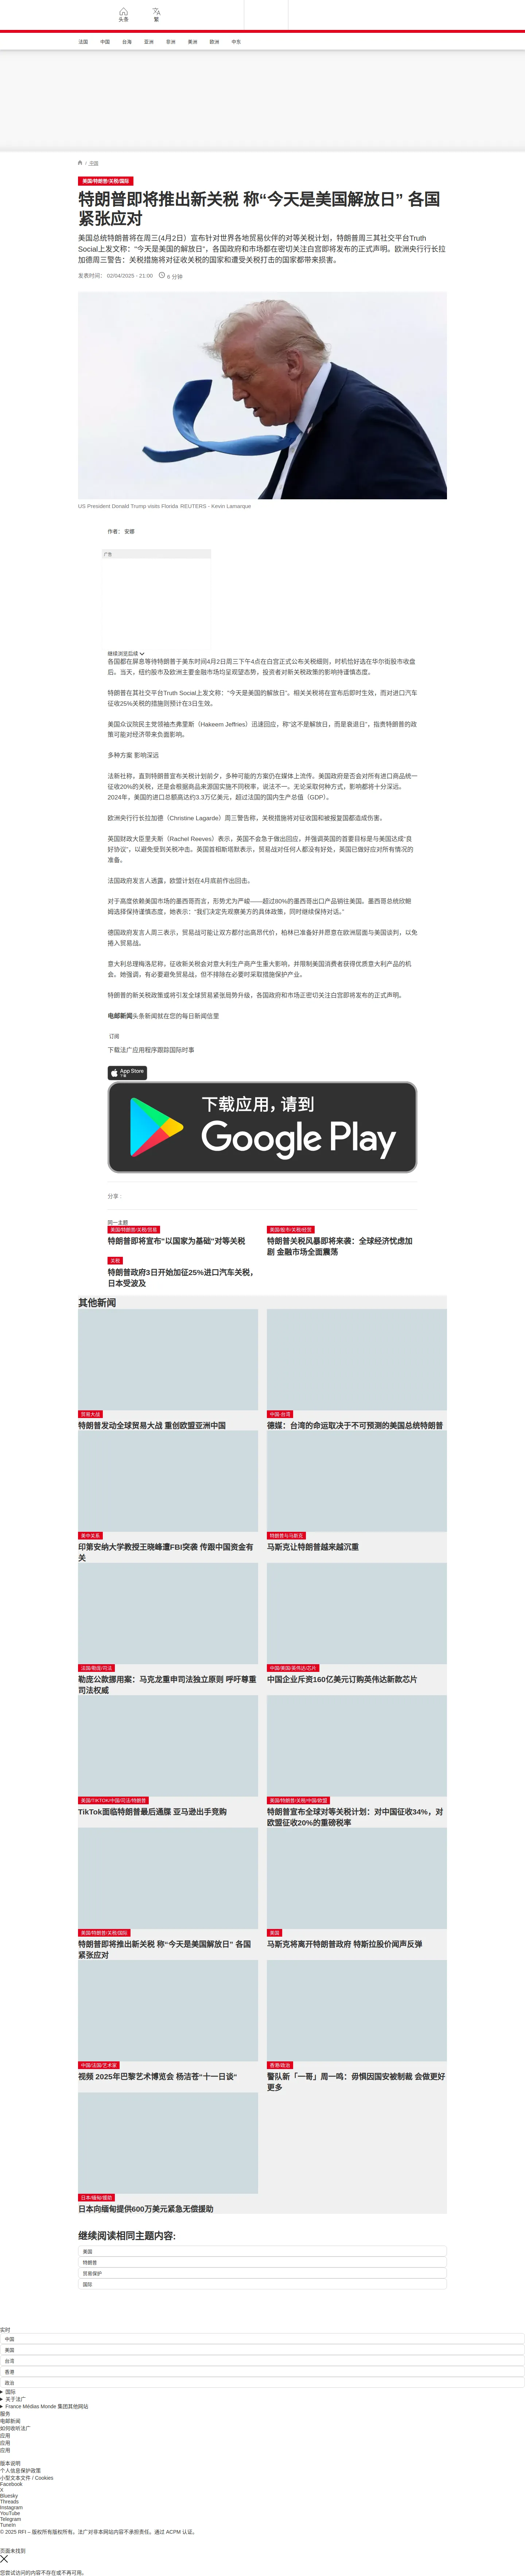 头条
繁
法国
中国
台海
亚洲
非洲
美洲
欧洲
中东
/ 中国
美国/特朗普/关税/国际
特朗普即将推出新关税 称“今天是美国解放日” 各国
紧张应对
美国总统特朗普将在周三(4月2日）宣布针对世界各地贸易伙伴的对等关税计划，特朗普周三其社交平台Truth
Social上发文称："今天是美国的解放日"，各国政府和市场都在密切关注白宫即将发布的正式声明。欧洲央行行长拉
加德周三警告：关税措施将对征收关税的国家和遭受关税打击的国家都带来损害。
发表时间： 02/04/2025 - 21:00
6 分钟
US President Donald Trump visits Florida REUTERS - Kevin Lamarque
作者： 安娜
广告
继续浏览后续
各国都在屏息等待特朗普于美东时间4月2日周三下午4点在白宫正式公布关税细则，时机恰好选在华尔街股市收盘
后。当天，纽约股市及欧洲主要金融市场均呈观望态势，投资者对新关税政策的影响持谨慎态度。
特朗普在其社交平台Truth Social上发文称："今天是美国的解放日"。相关关税将在宣布后即时生效，而对进口汽车
征收25%关税的措施则预计在3日生效。
美国众议院民主党领袖杰弗里斯（Hakeem Jeffries）迅速回应，称"这不是解放日，而是衰退日"，指责特朗普的政
策可能对经济带来负面影响。
多种方案 影响深远
法新社称，直到特朗普宣布关税计划前夕，多种可能的方案仍在媒体上流传。美国政府是否会对所有进口商品统一
征收20%的关税，还是会根据商品来源国实施不同税率，说法不一。无论采取何种方式，影响都将十分深远。
2024年，美国的进口总额高达约3.3万亿美元，超过法国的国内生产总值（GDP）。
欧洲央行行长拉加德（Christine Lagarde）周三警告称，关税措施将对征收国和被报复国都造成伤害。
英国财政大臣里夫斯（Rachel Reeves）表示，英国不会急于做出回应，并强调英国的首要目标是与美国达成"良
好协议"，以避免受到关税冲击。英国首相斯塔默表示，贸易战对任何人都没有好处，英国已做好应对所有情况的
准备。
法国政府发言人透露，欧盟计划在4月底前作出回击。
对于高度依赖美国市场的墨西哥而言，形势尤为严峻——超过80%的墨西哥出口产品销往美国。墨西哥总统欣鲍
姆选择保持谨慎态度，她表示："我们决定先观察美方的具体政策，同时继续保持对话。"
德国政府发言人周三表示，贸易战可能让双方都付出高昂代价，柏林已准备好并愿意在欧洲层面与美国谈判，以免
捲入贸易战。
意大利总理梅洛尼称，征收新关税会对意大利生产商产生重大影响，并限制美国消费者获得优质意大利产品的机
会。她强调，有必要避免贸易战，但不排除在必要时采取措施保护产业。
特朗普的新关税政策或将引发全球贸易紧张局势升级，各国政府和市场正密切关注白宫即将发布的正式声明。
电邮新闻头条新闻就在您的每日新闻信里
订阅
下载法广应用程序跟踪国际时事
App Store
下载
下载应用，请到
Google Play
分享 :
同一主题
美国/特朗普/关税/贸易
特朗普即将宣布"以国家为基础"对等关税
美国/股市/关税/经贸
特朗普关税风暴即将来袭：全球经济忧虑加
剧 金融市场全面震荡
关税
特朗普政府3日开始加征25%进口汽车关税，
日本受波及
其他新闻
贸易大战
特朗普发动全球贸易大战 重创欧盟亚洲中国
中国-台湾
德媒：台湾的命运取决于不可预测的美国总统特朗普
美中关系
印第安纳大学教授王晓峰遭FBI突袭 传跟中国资金有
关
特朗普与马斯克
马斯克让特朗普越来越沉重
法国/勒庞/司法
勒庞公款挪用案：马克龙重申司法独立原则 呼吁尊重
司法权威
中国/美国/英伟达/芯片
中国企业斥资160亿美元订购英伟达新款芯片
美国/TIKTOK/中国/司法/特朗普
TikTok面临特朗普最后通牒 亚马逊出手竞购
美国/特朗普/关税/中国/欧盟
特朗普宣布全球对等关税计划：对中国征收34%，对
欧盟征收20%的重磅税率
美国/特朗普/关税/国际
特朗普即将推出新关税 称“今天是美国解放日” 各国
紧张应对
美国
马斯克将离开特朗普政府 特斯拉股价闻声反弹
中国/法国/艺术家
视频 2025年巴黎艺术博览会 杨洁苍“十一日谈”
香港/政治
警队新「一哥」周一鸣：毋惧因国安被制裁 会做更好
更多
日本/缅甸/援助
日本向缅甸提供600万美元紧急无偿援助
继续阅读相同主题内容:
美国
特朗普
贸易保护
国际
实时
中国
美国
台湾
香港
政治
国际
关于法广
France Médias Monde 集团其他网站
服务
电邮新闻
如何收听法广
应用
应用
应用
版本说明
个人信息保护政策
小型文本文件 / Cookies
Facebook
X
Bluesky
Threads
Instagram
YouTube
Telegram
TuneIn
© 2025 RFI – 版权所有版权所有。法广对非本网站内容不承担责任。通过 ACPM 认证。
页面未找到
您尝试访问的内容不存在或不再可用。